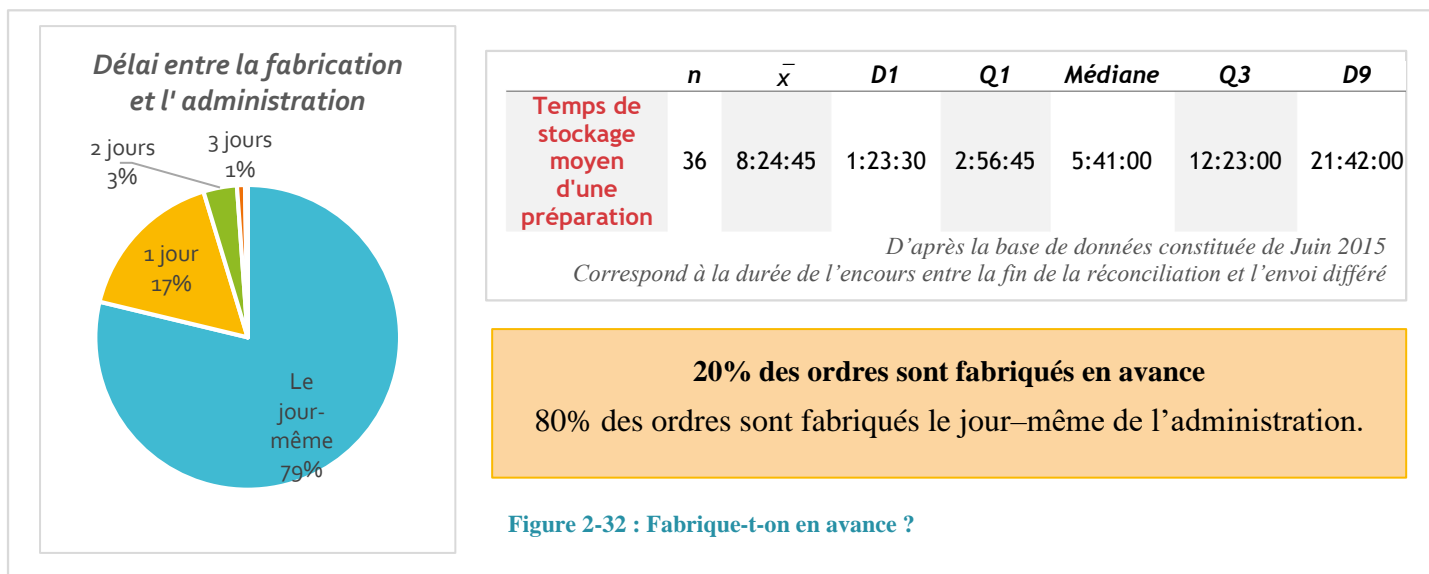 Délai entre la fabrication
et l' administration
2 jours
3%
3 jours
1%
1 jour
17%
Le
jour-
même
79%
n x̄ D1 Q1 Médiane Q3 D9
Temps de
stockage
moyen
d'une
préparation
36 8:24:45 1:23:30 2:56:45 5:41:00 12:23:00 21:42:00
D’après la base de données constituée de Juin 2015
Correspond à la durée de l’encours entre la fin de la réconciliation et l’envoi différé
20% des ordres sont fabriqués en avance
80% des ordres sont fabriqués le jour–même de l’administration.
Figure 2-32 : Fabrique-t-on en avance ?